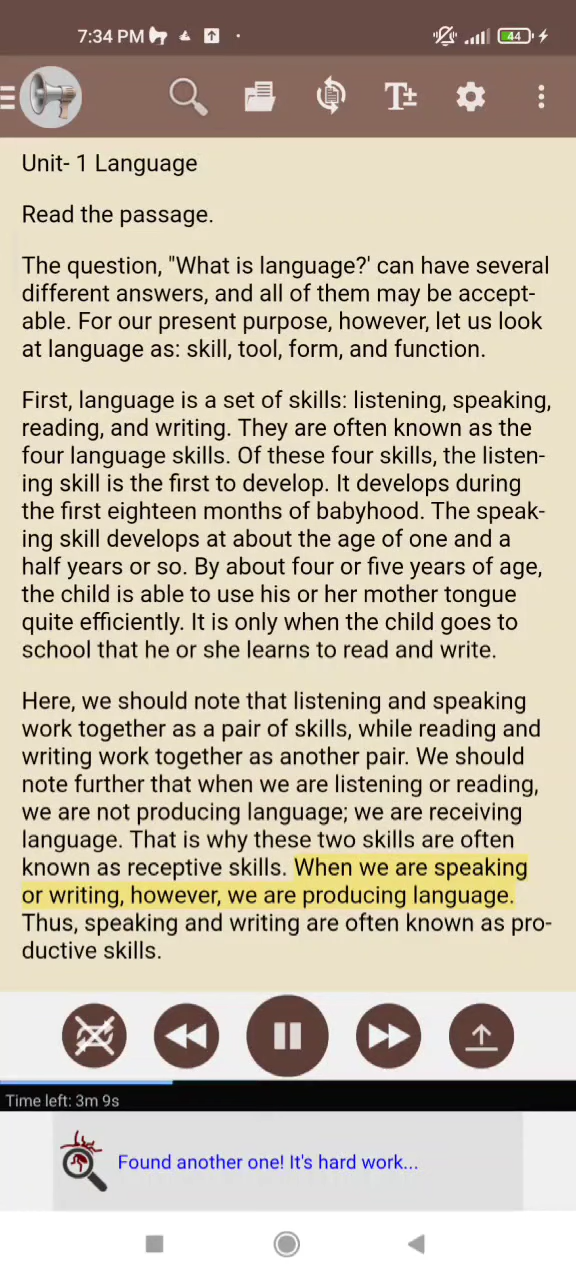 7:34 PM
44
T±
Unit- 1 Language
Read the passage.
The question, "What is language?' can have several
different answers, and all of them may be accept-
able. For our present purpose, however, let us look
at language as: skill, tool, form, and function.
First, language is a set of skills: listening, speaking,
reading, and writing. They are often known as the
four language skills. Of these four skills, the listen-
ing skill is the first to develop. It develops during
the first eighteen months of babyhood. The speak-
ing skill develops at about the age of one and a
half years or so. By about four or five years of age,
the child is able to use his or her mother tongue
quite efficiently. It is only when the child goes to
school that he or she learns to read and write.
Here, we should note that listening and speaking
work together as a pair of skills, while reading and
writing work together as another pair. We should
note further that when we are listening or reading,
we are not producing language; we are receiving
language. That is why these two skills are often
known as receptive skills. When we are speaking
or writing, however, we are producing language.
Thus, speaking and writing are often known as pro-
ductive skills.
Time left: 3m 9s
Found another one! It's hard work...